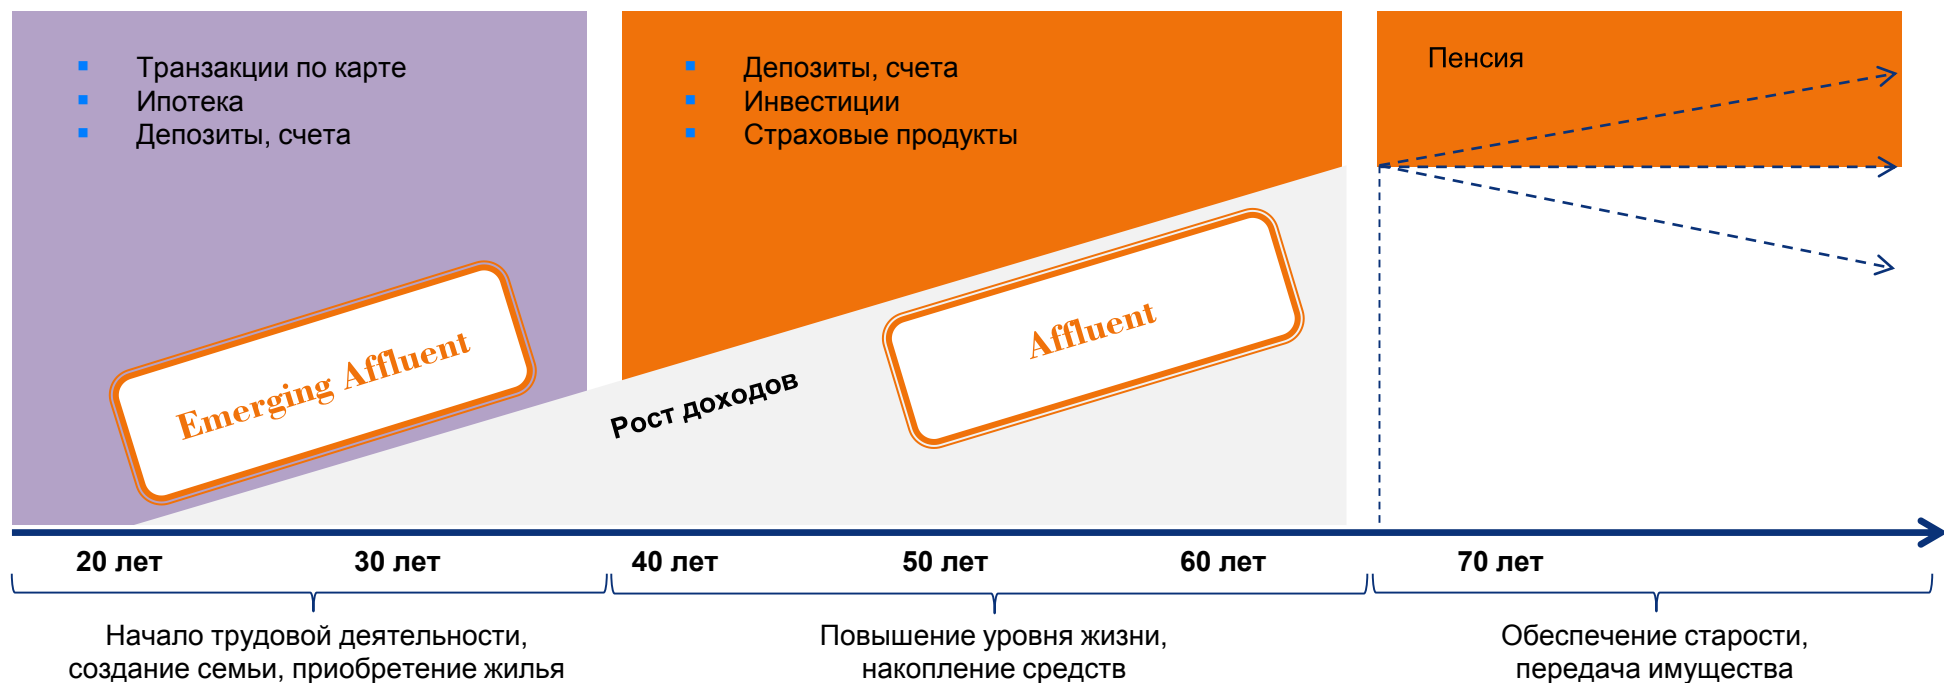 Транзакции по карте
Ипотека
Депозиты, счета
Депозиты, счета
Инвестиции
Страховые продукты
Пенсия
Emerging Affluent
Рост доходов
Affluent
20 лет
30 лет
40 лет
50 лет
60 лет
70 лет
Начало трудовой деятельности,
создание семьи, приобретение жилья
Повышение уровня жизни,
накопление средств
Обеспечение старости,
передача имущества